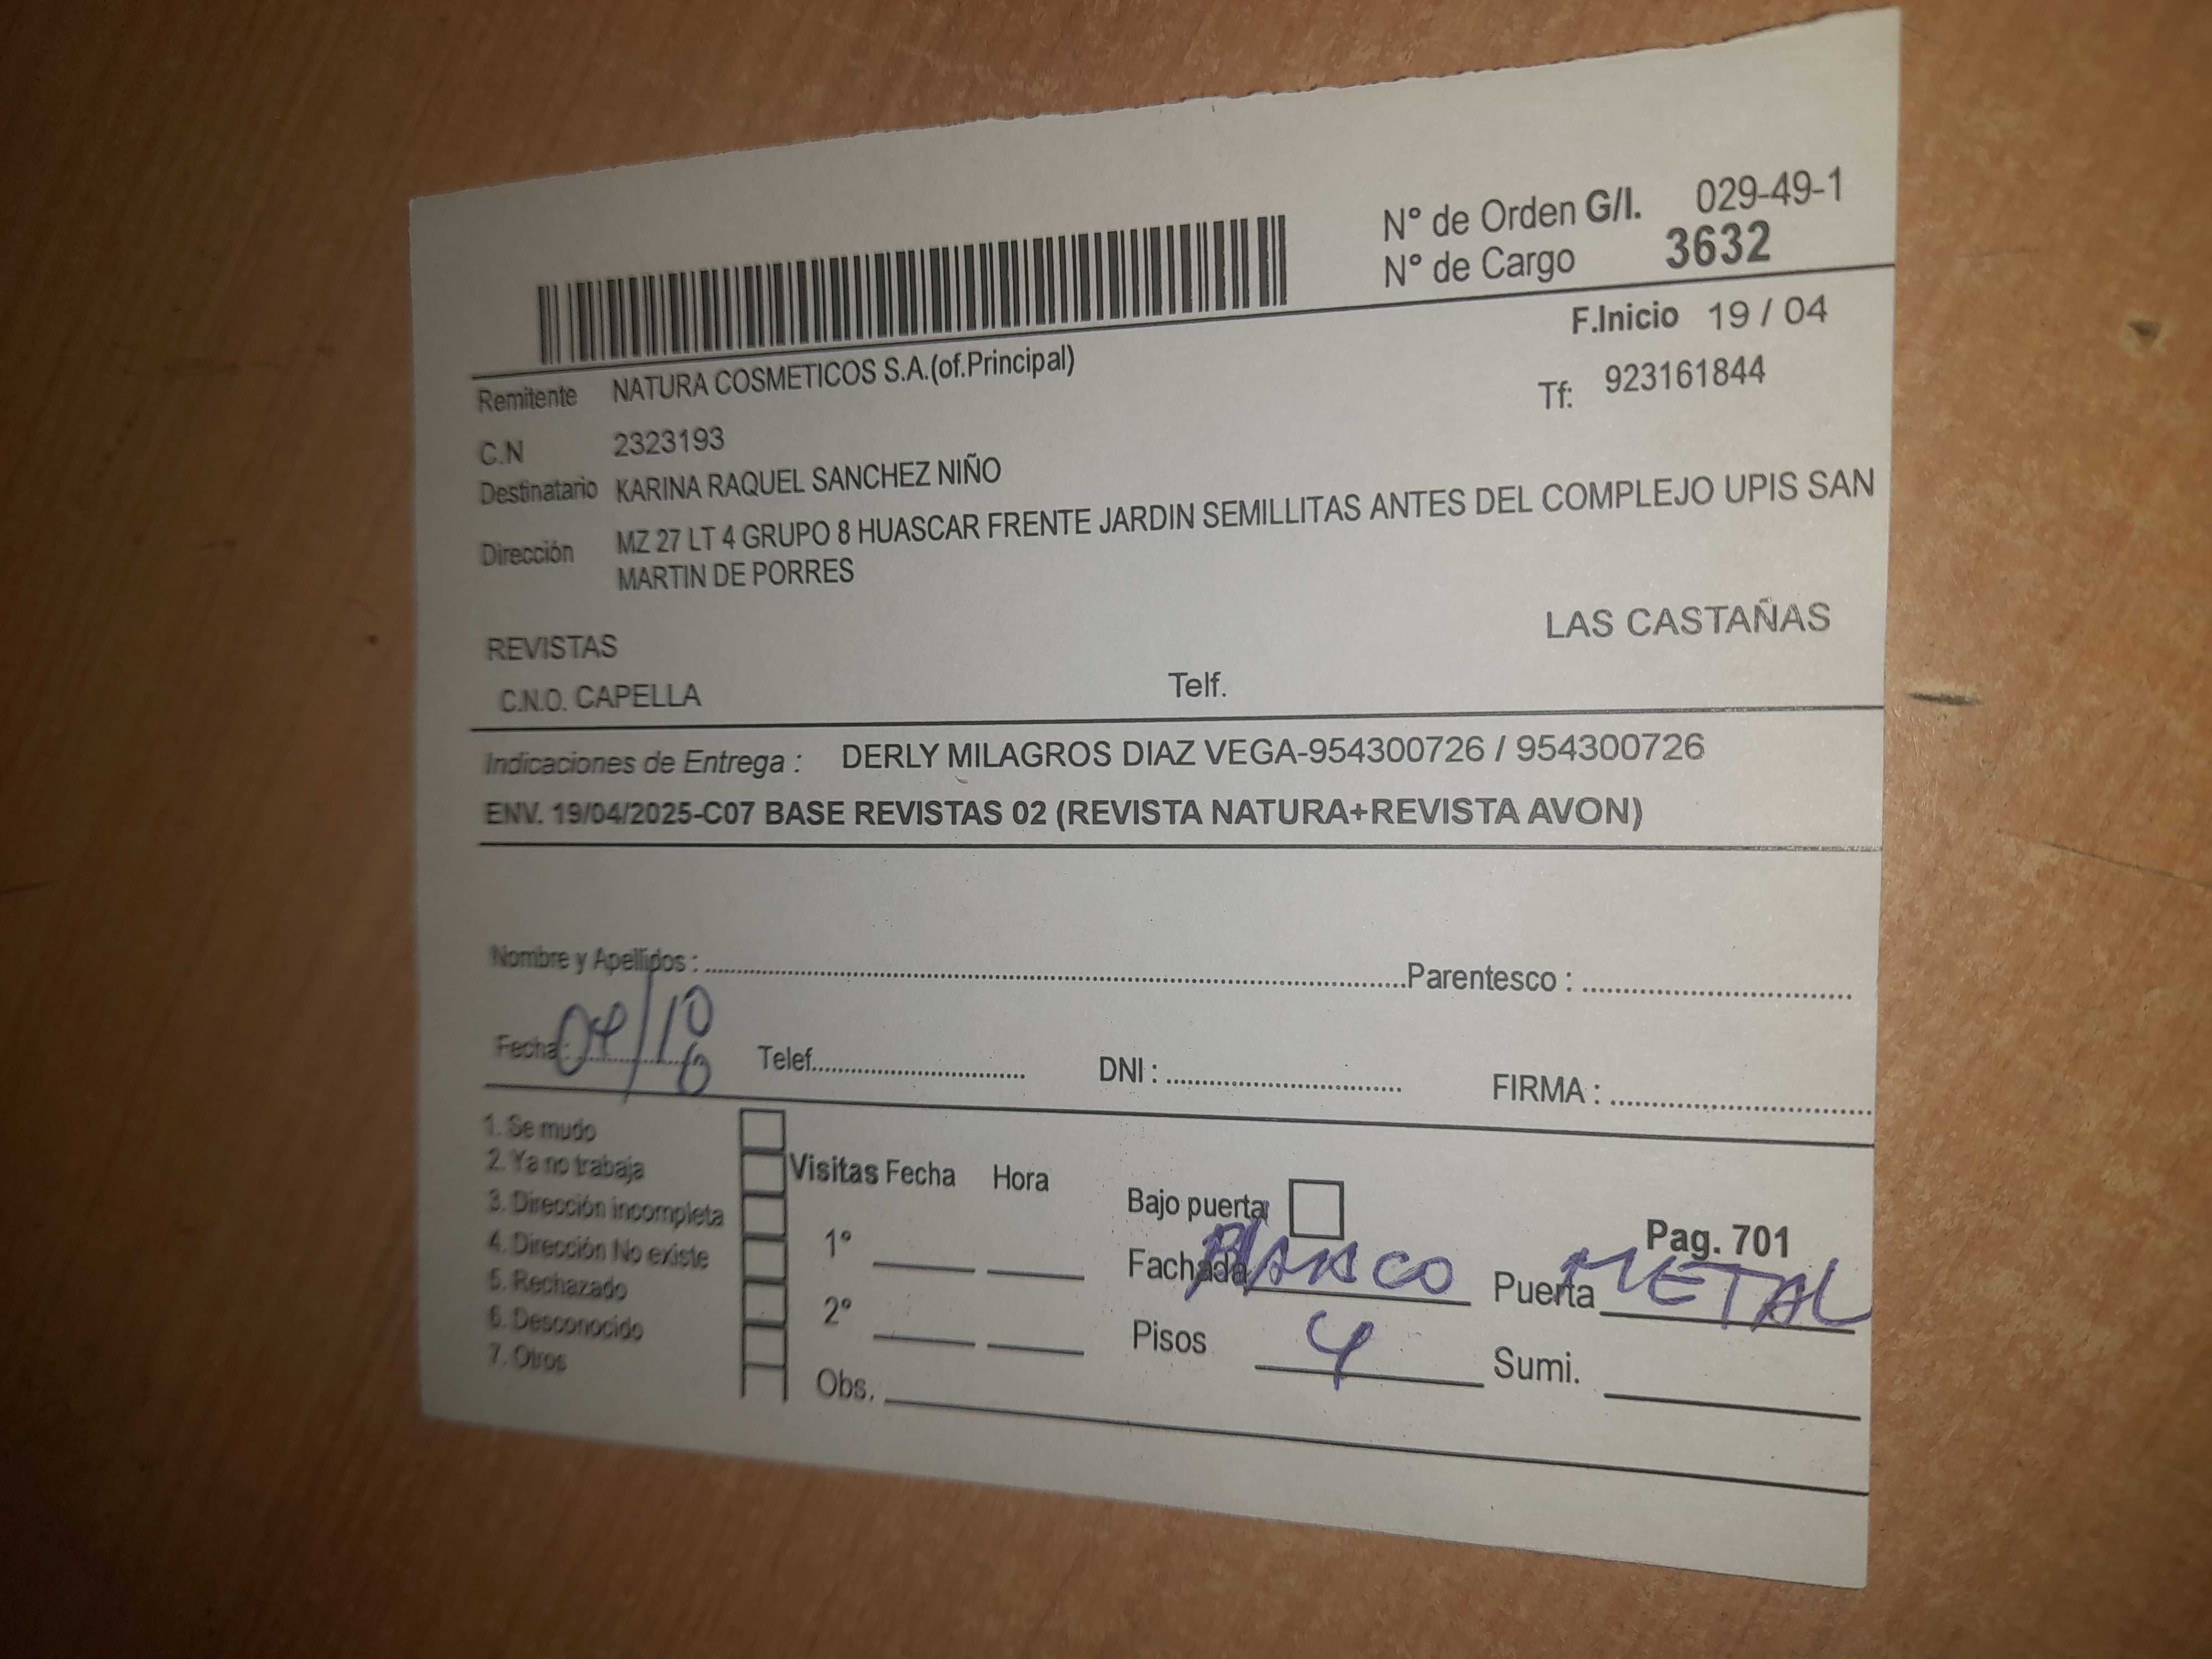 N° de Orden G/I. 029-49-1
N° de Cargo 3632
F.Inicio 19 / 04
Remitente NATURA COSMETICOS S.A.(of.Principal)
Tf: 923161844
C.N 2323193
Destinatario KARINA RAQUEL SANCHEZ NIÑO
Dirección MZ 27 LT 4 GRUPO 8 HUASCAR FRENTE JARDIN SEMILLITAS ANTES DEL COMPLEJO UPIS SAN
MARTIN DE PORRES
REVISTAS LAS CASTAÑAS
C.N.O. CAPELLA Telf.
Indicaciones de Entrega : DERLY MILAGROS DIAZ VEGA-954300726 / 954300726
ENV. 19/04/2025-C07 BASE REVISTAS 02 (REVISTA NATURA+REVISTA AVON)
Nombre y Apellidos : Parentesco :
Fecha: Telef. DNI : FIRMA :
1. Se mudo
2. Ya no trabaja
3. Dirección incompleta
4. Dirección No existe
5. Rechazado
6. Desconocido
7. Otros
Visitas Fecha Hora
1°
2°
Obs.
Bajo puerta
Pag. 701
Fachada BLANCO Puerta METAL
Pisos 4 Sumi.